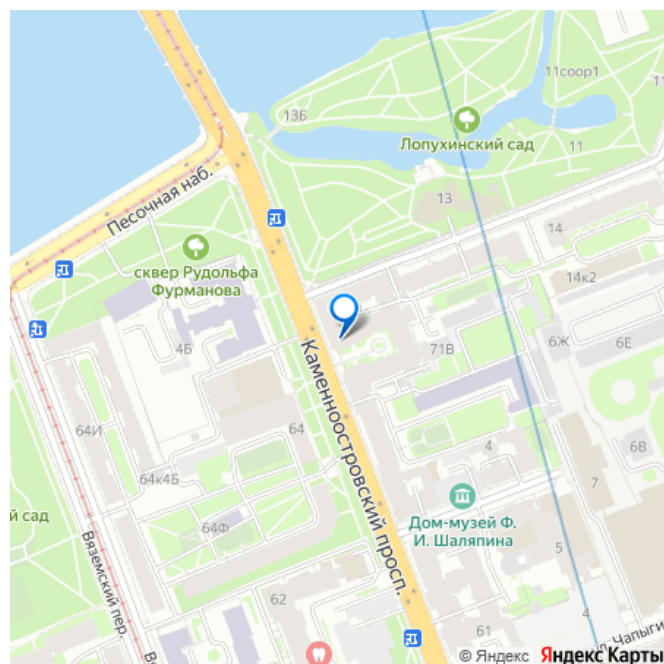 11соор1
13Б
Лопухинский сад
11
Песочная наб.
13
14
сквер Рудольфа
Фурманова
14к2
4Б
71В
6Ж
6Е
Каменноостровский просп.
64И
64
4
6В
64к4Б
7
й сад
64Ф
Дом-музей Ф.
И. Шаляпина
5
Вяземский пер.
62
4
61
Чапыги
© Яндекс Яндекс Карты